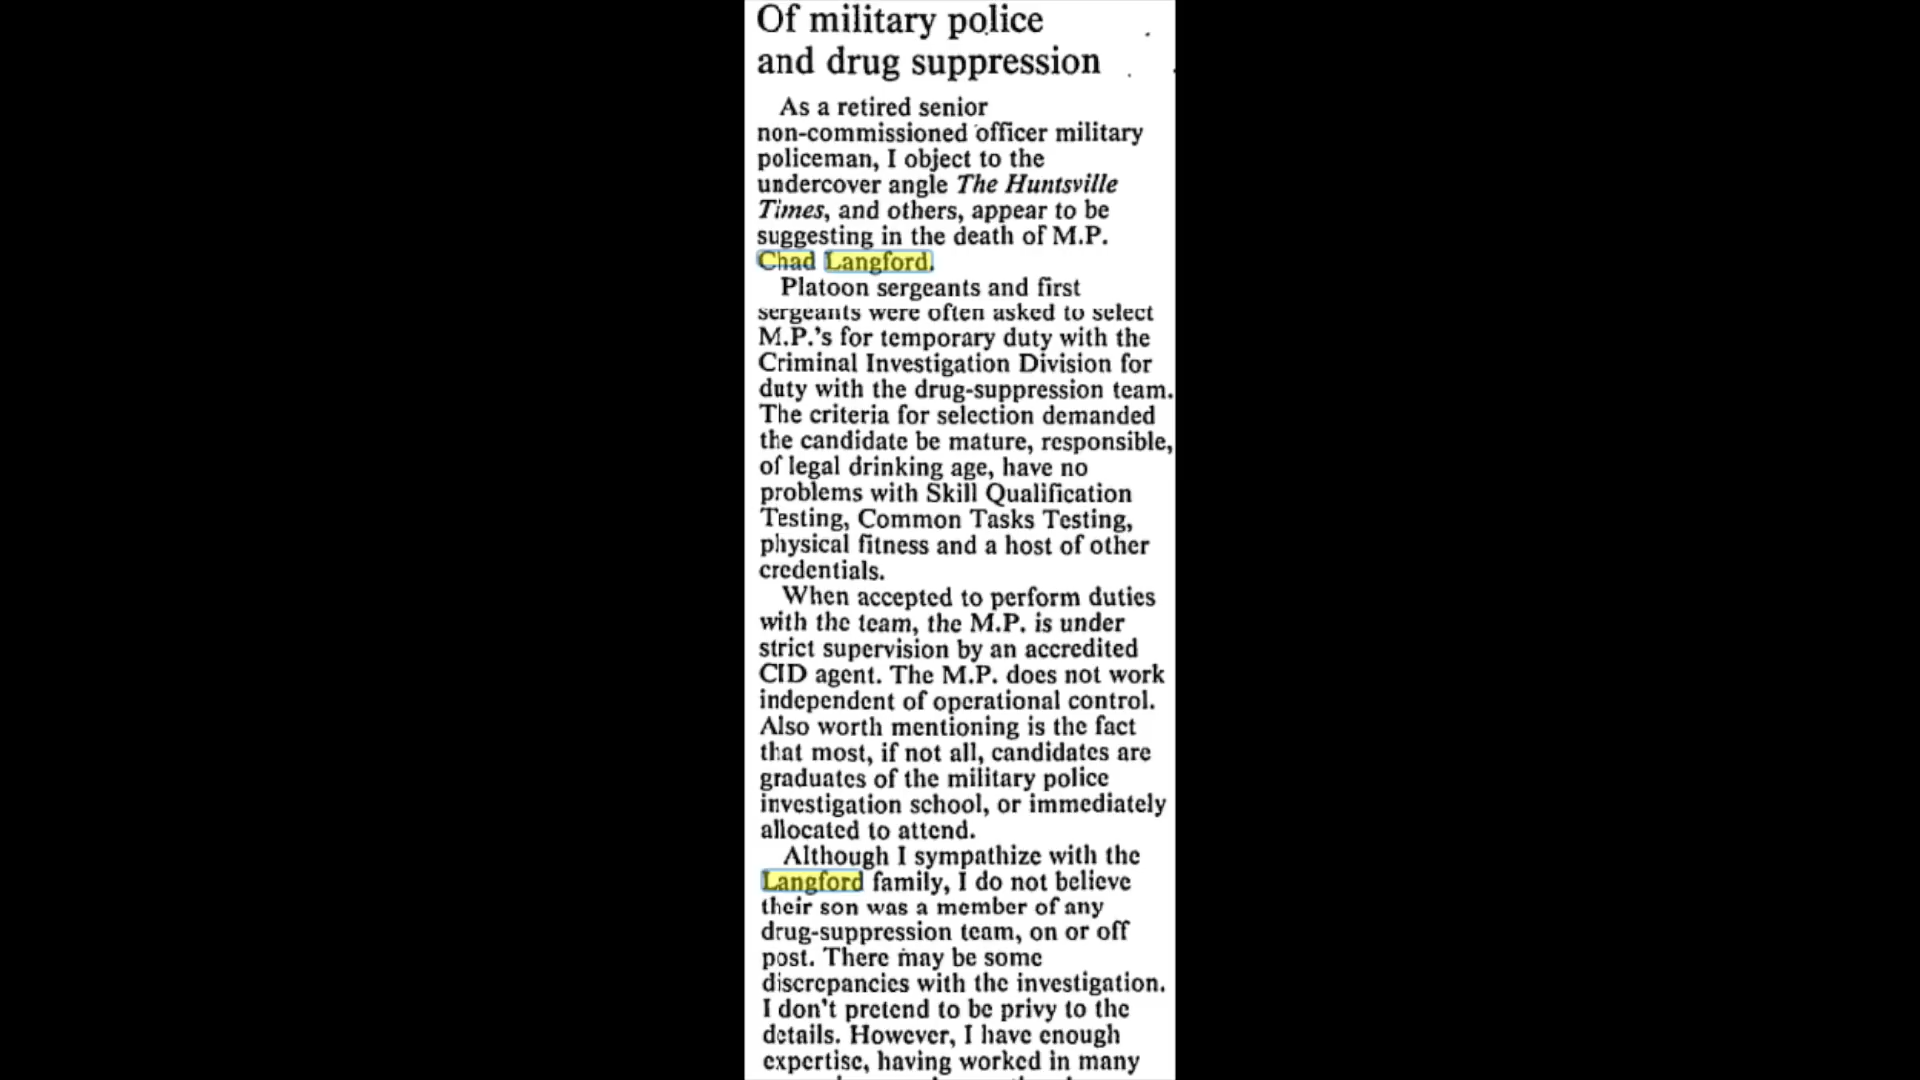 Of military police
and drug suppression
As a retired senior
non-commissioned officer military
policeman, I object to the
undercover angle The Huntsville
Times, and others, appear to be
suggesting in the death of M.P.
Chad Langford.
Platoon sergeants and first
sergeants were often asked to select
M.P.'s for temporary duty with the
Criminal Investigation Division for
duty with the drug-suppression team.
The criteria for selection demanded
the candidate be mature, responsible,
of legal drinking age, have no
problems with Skill Qualification
Testing, Common Tasks Testing,
physical fitness and a host of other
credentials.
When accepted to perform duties
with the team, the M.P. is under
strict supervision by an accredited
CID agent. The M.P. does not work
independent of operational control.
Also worth mentioning is the fact
that most, if not all, candidates are
graduates of the military police
investigation school, or immediately
allocated to attend.
Although I sympathize with the
Langford family, I do not believe
their son was a member of any
drug-suppression team, on or off
post. There may be some
discrepancies with the investigation.
I don't pretend to be privy to the
details. However, I have enough
expertise, having worked in many